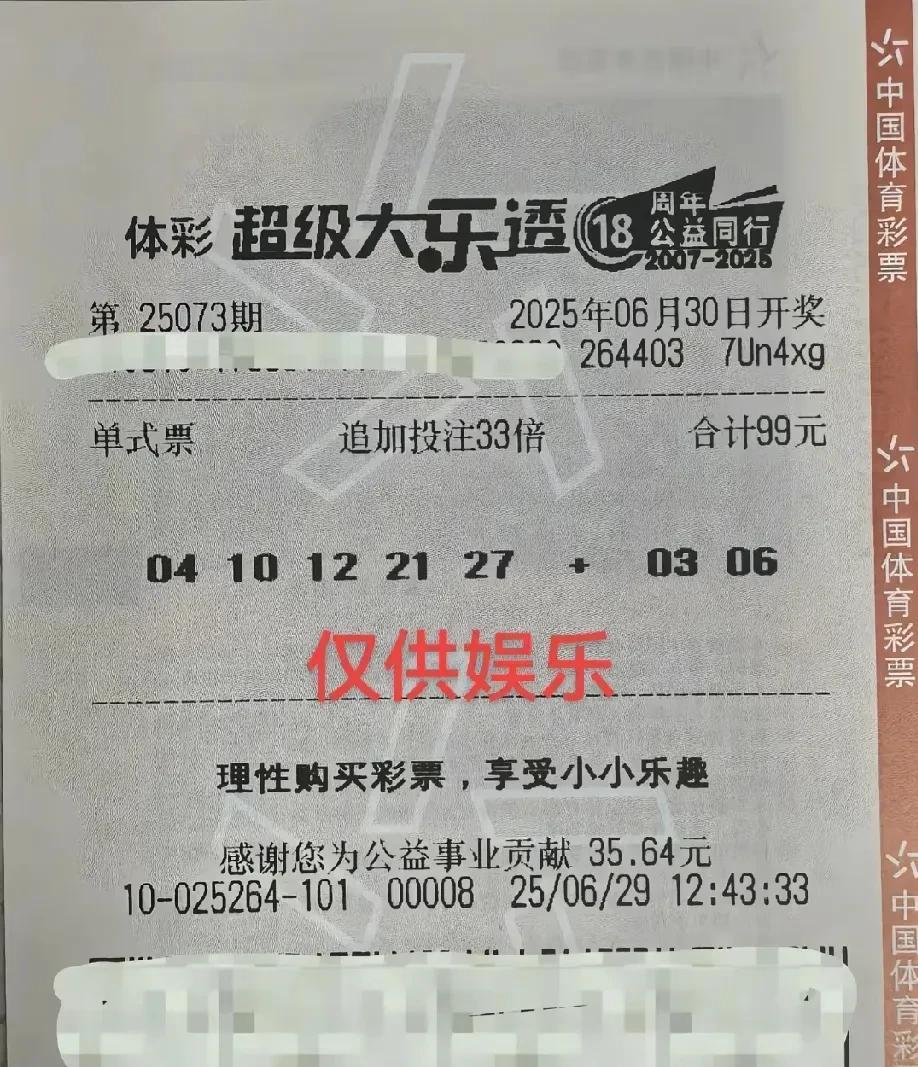 体彩 超级大乐透 18周年 公益同行 2007-2025
第 25073期 2025年06月30日开奖
264403 7Un4xg
单式票 追加投注33倍 合计99元
04 10 12 21 27 + 03 06
仅供娱乐
理性购买彩票，享受小小乐趣
感谢您为公益事业贡献 35.64元
10-025264-101 00008 25/06/29 12:43:33
中国体育彩票
中国体育彩票
中国体育彩